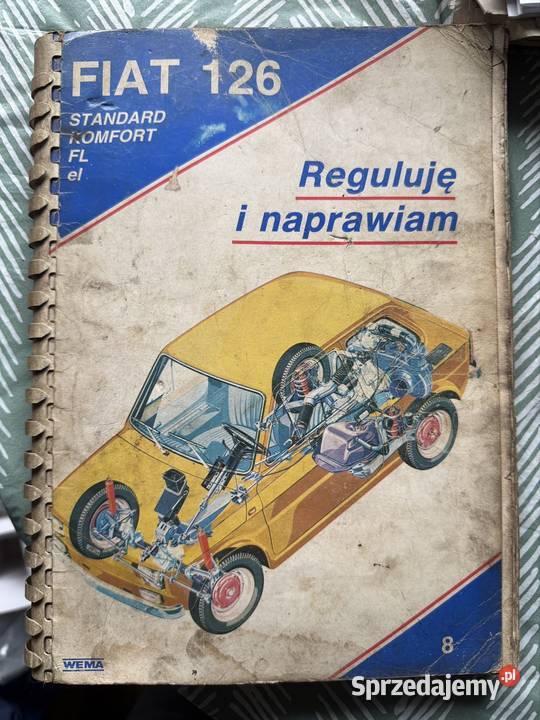 FIAT 126
STANDARD
KOMFORT
FL
el
Reguluję
i naprawiam
8
WEMA
Sprzedajemy.pl